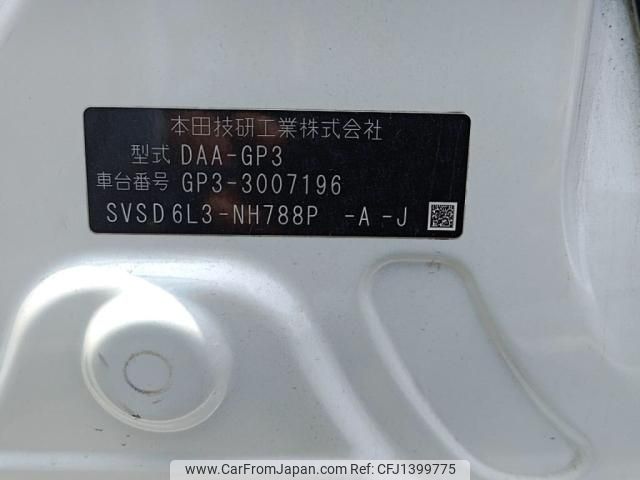 本田技研工業株式会社
型式 DAA-GP3
車台番号 GP3-3007196
SVSD6L3-NH788P -A-J
www.CarFromJapan.com | CFJ1399775